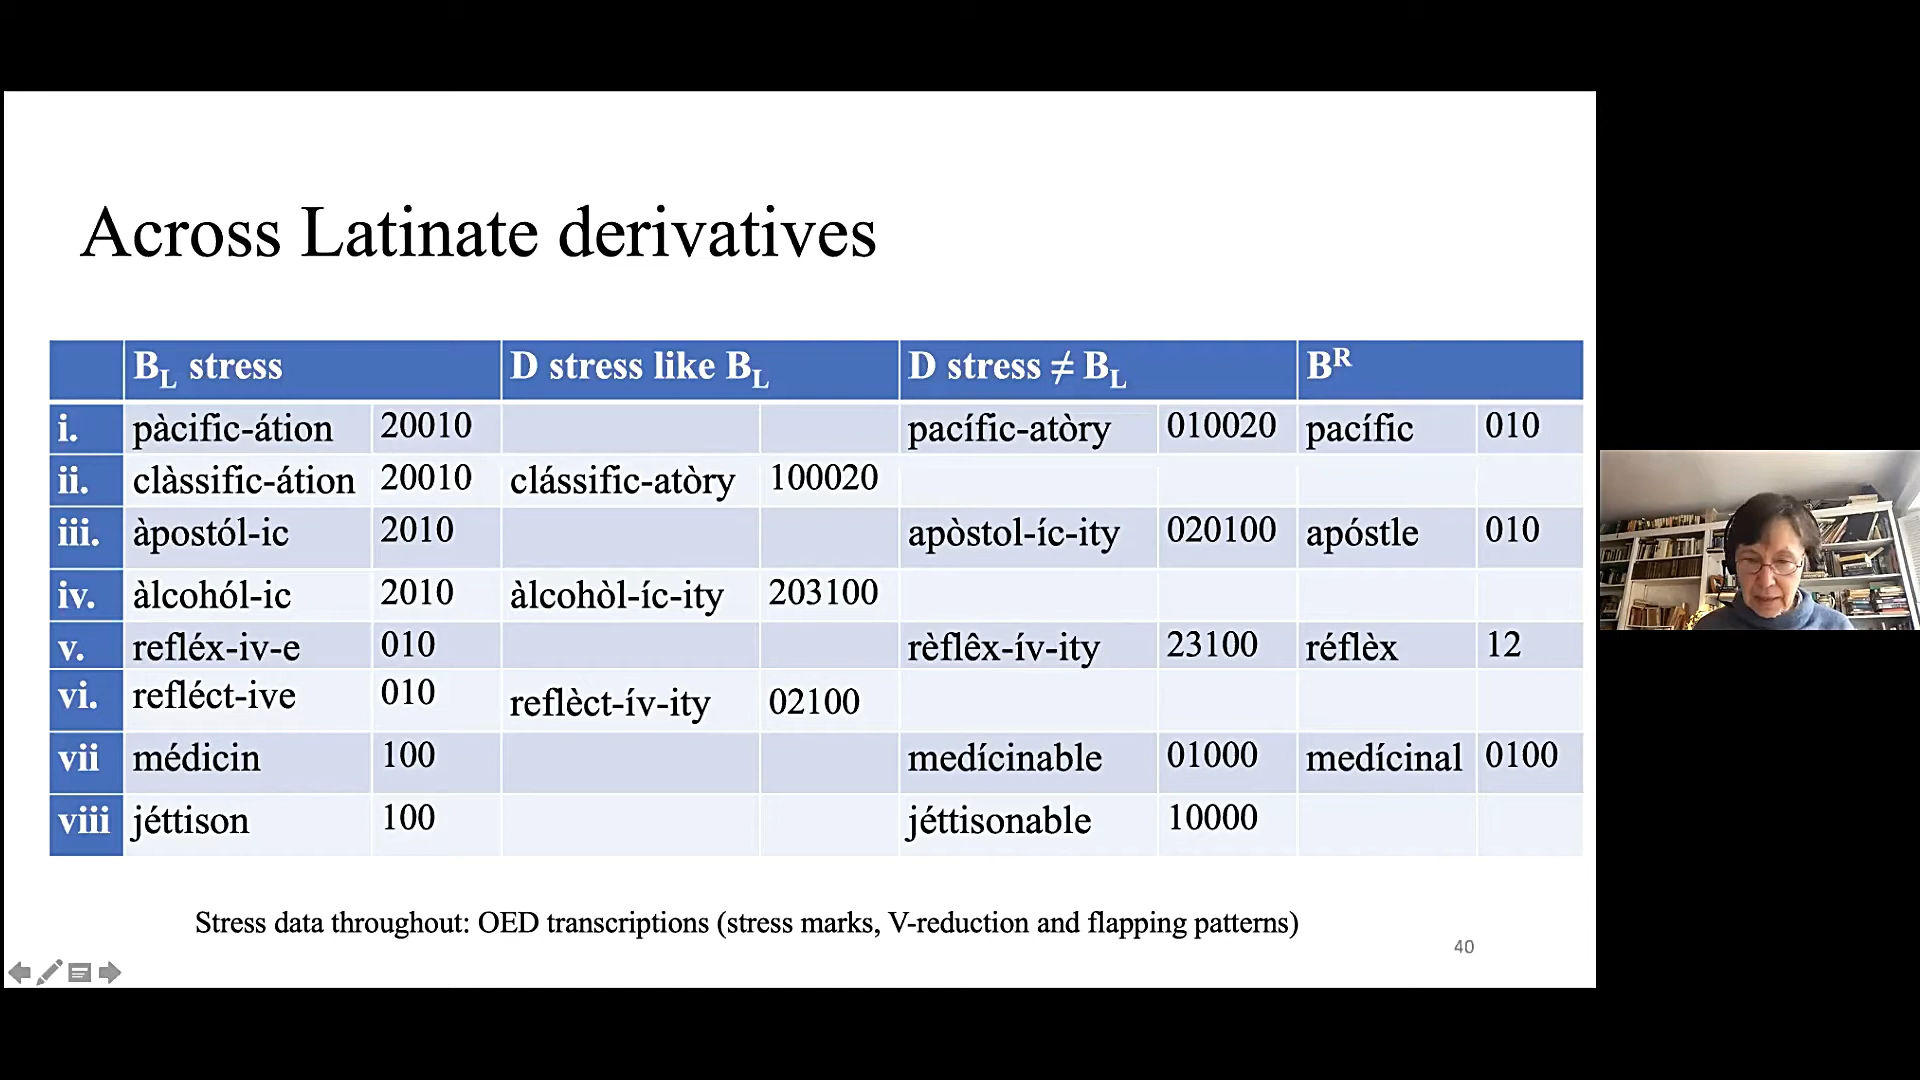 Across Latinate derivatives
B_L stress D stress like B_L D stress ≠ B_L B^R
i. pàcific-átion 20010 pacífic-atòry 010020 pacífic 010
ii. clàssific-átion 20010 clássific-atòry 100020
iii. àpostól-ic 2010 apòstol-íc-ity 020100 apóstle 010
iv. àlcohól-ic 2010 àlcohòl-íc-ity 203100
v. refléx-iv-e 010 rèflêx-ív-ity 23100 réflèx 12
vi. refléct-ive 010 reflèct-ív-ity 02100
vii médicin 100 medícinable 01000 medícinal 0100
viii jéttison 100 jéttisonable 10000
Stress data throughout: OED transcriptions (stress marks, V-reduction and flapping patterns)
40